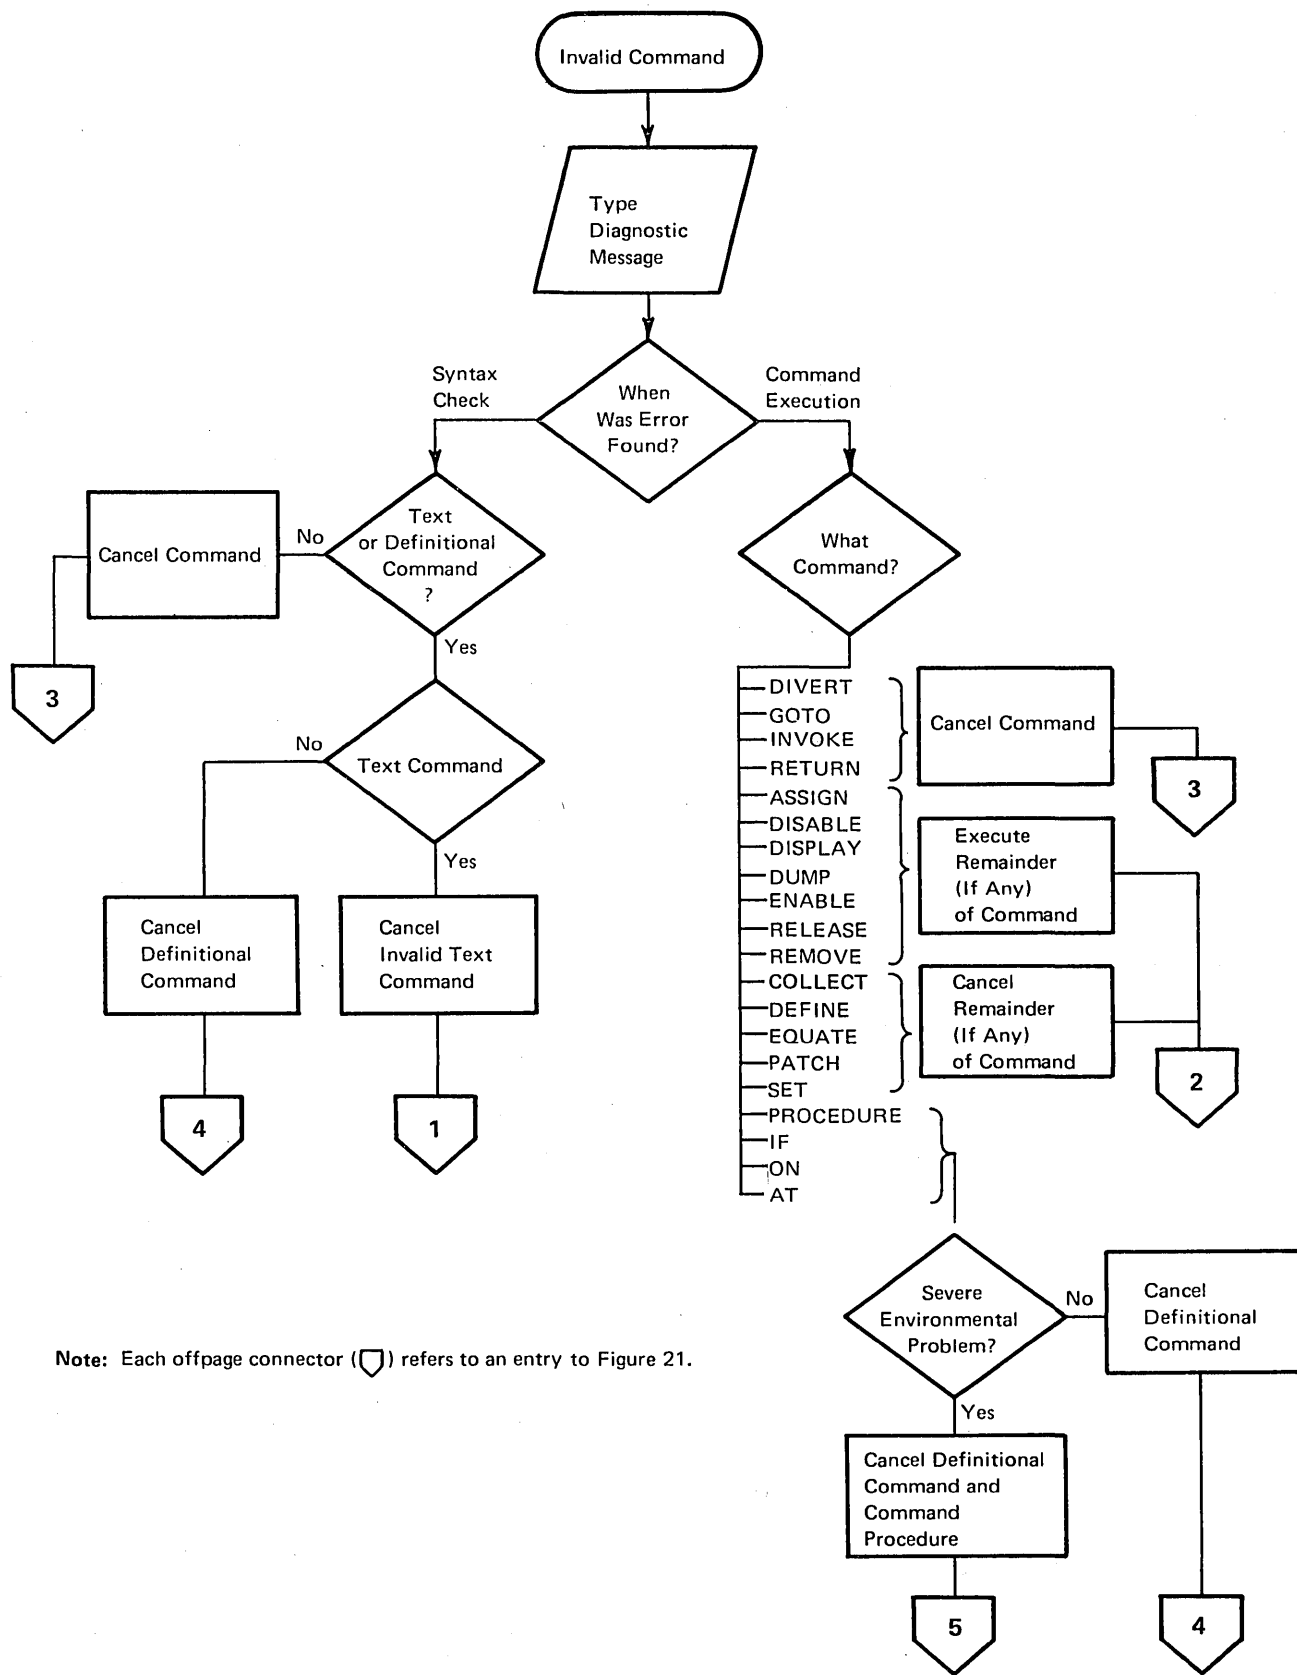 Invalid Command
Type
Diagnostic
Message
Syntax
Check
When
Was Error
Found?
Command
Execution
Cancel Command
No
Text
or Definitional
Command
?
What
Command?
Yes
3
No
Text Command
Yes
DIVERT
GOTO
INVOKE
RETURN
Cancel Command
3
ASSIGN
DISABLE
DISPLAY
DUMP
ENABLE
RELEASE
REMOVE
Execute
Remainder
(If Any)
of Command
Cancel
Definitional
Command
Cancel
Invalid Text
Command
COLLECT
DEFINE
EQUATE
PATCH
SET
Cancel
Remainder
(If Any)
of Command
2
4
1
PROCEDURE
IF
ON
AT
Severe
Environmental
Problem?
No
Cancel
Definitional
Command
Note: Each offpage connector ( ) refers to an entry to Figure 21.
Yes
Cancel Definitional
Command and
Command
Procedure
5
4